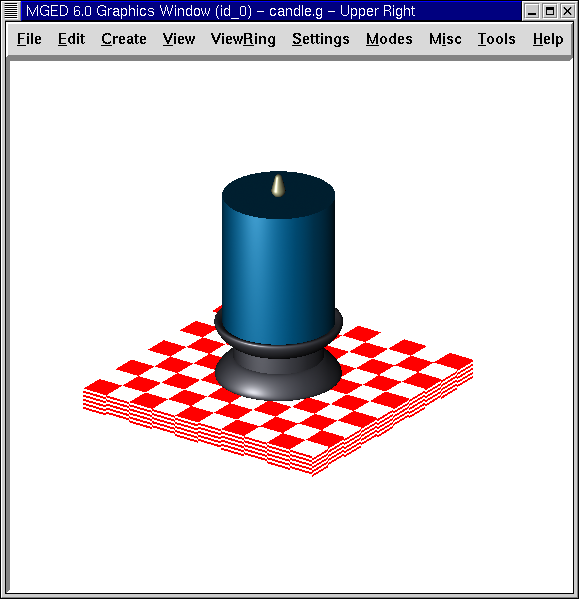 MGED 6.0 Graphics Window (id_0) – candle.g – Upper Right
File Edit Create View ViewRing Settings Modes Misc Tools Help